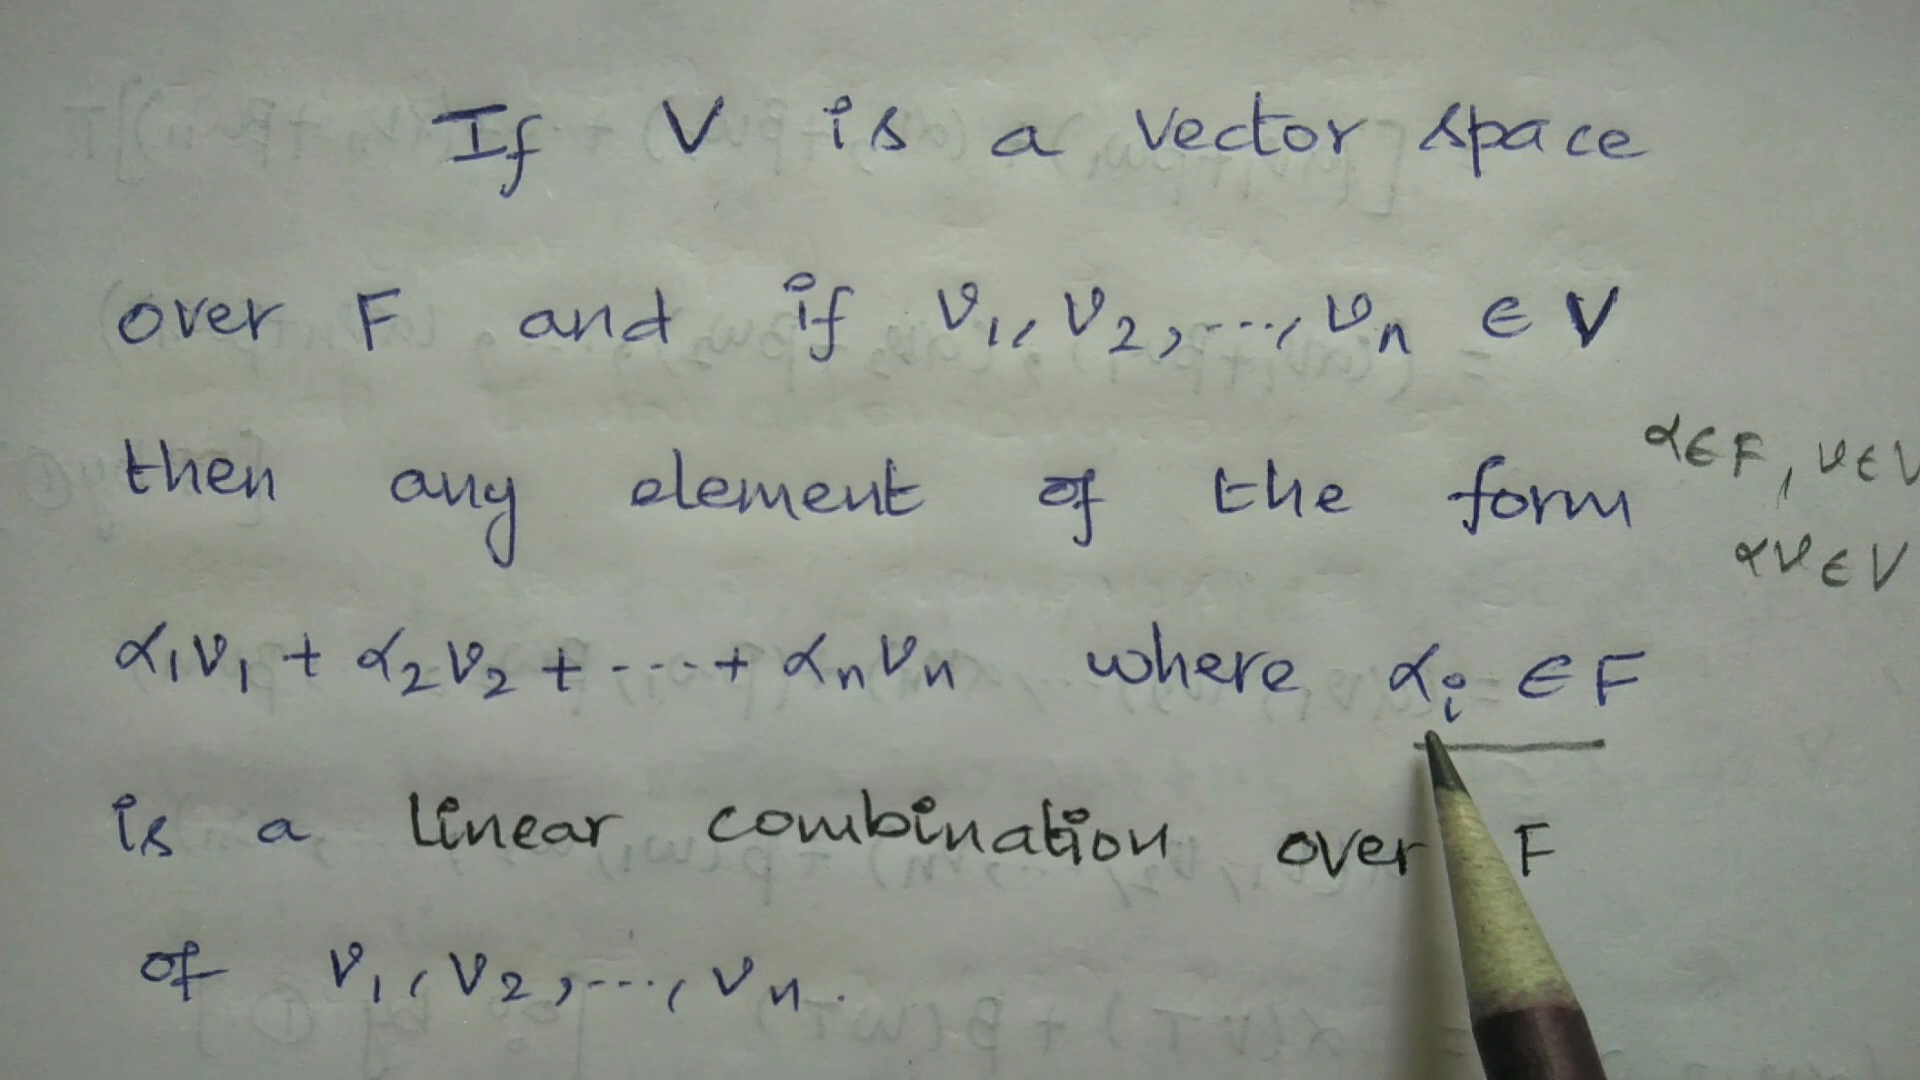 If V is a vector space
over F and if v₁, v₂, ..., vₙ ∈ V
then any element of the form
α∈F, v∈V
αv∈V
α₁v₁ + α₂v₂ + ... + αₙvₙ where αᵢ ∈ F
is a linear combination over F
of v₁, v₂, ..., vₙ.